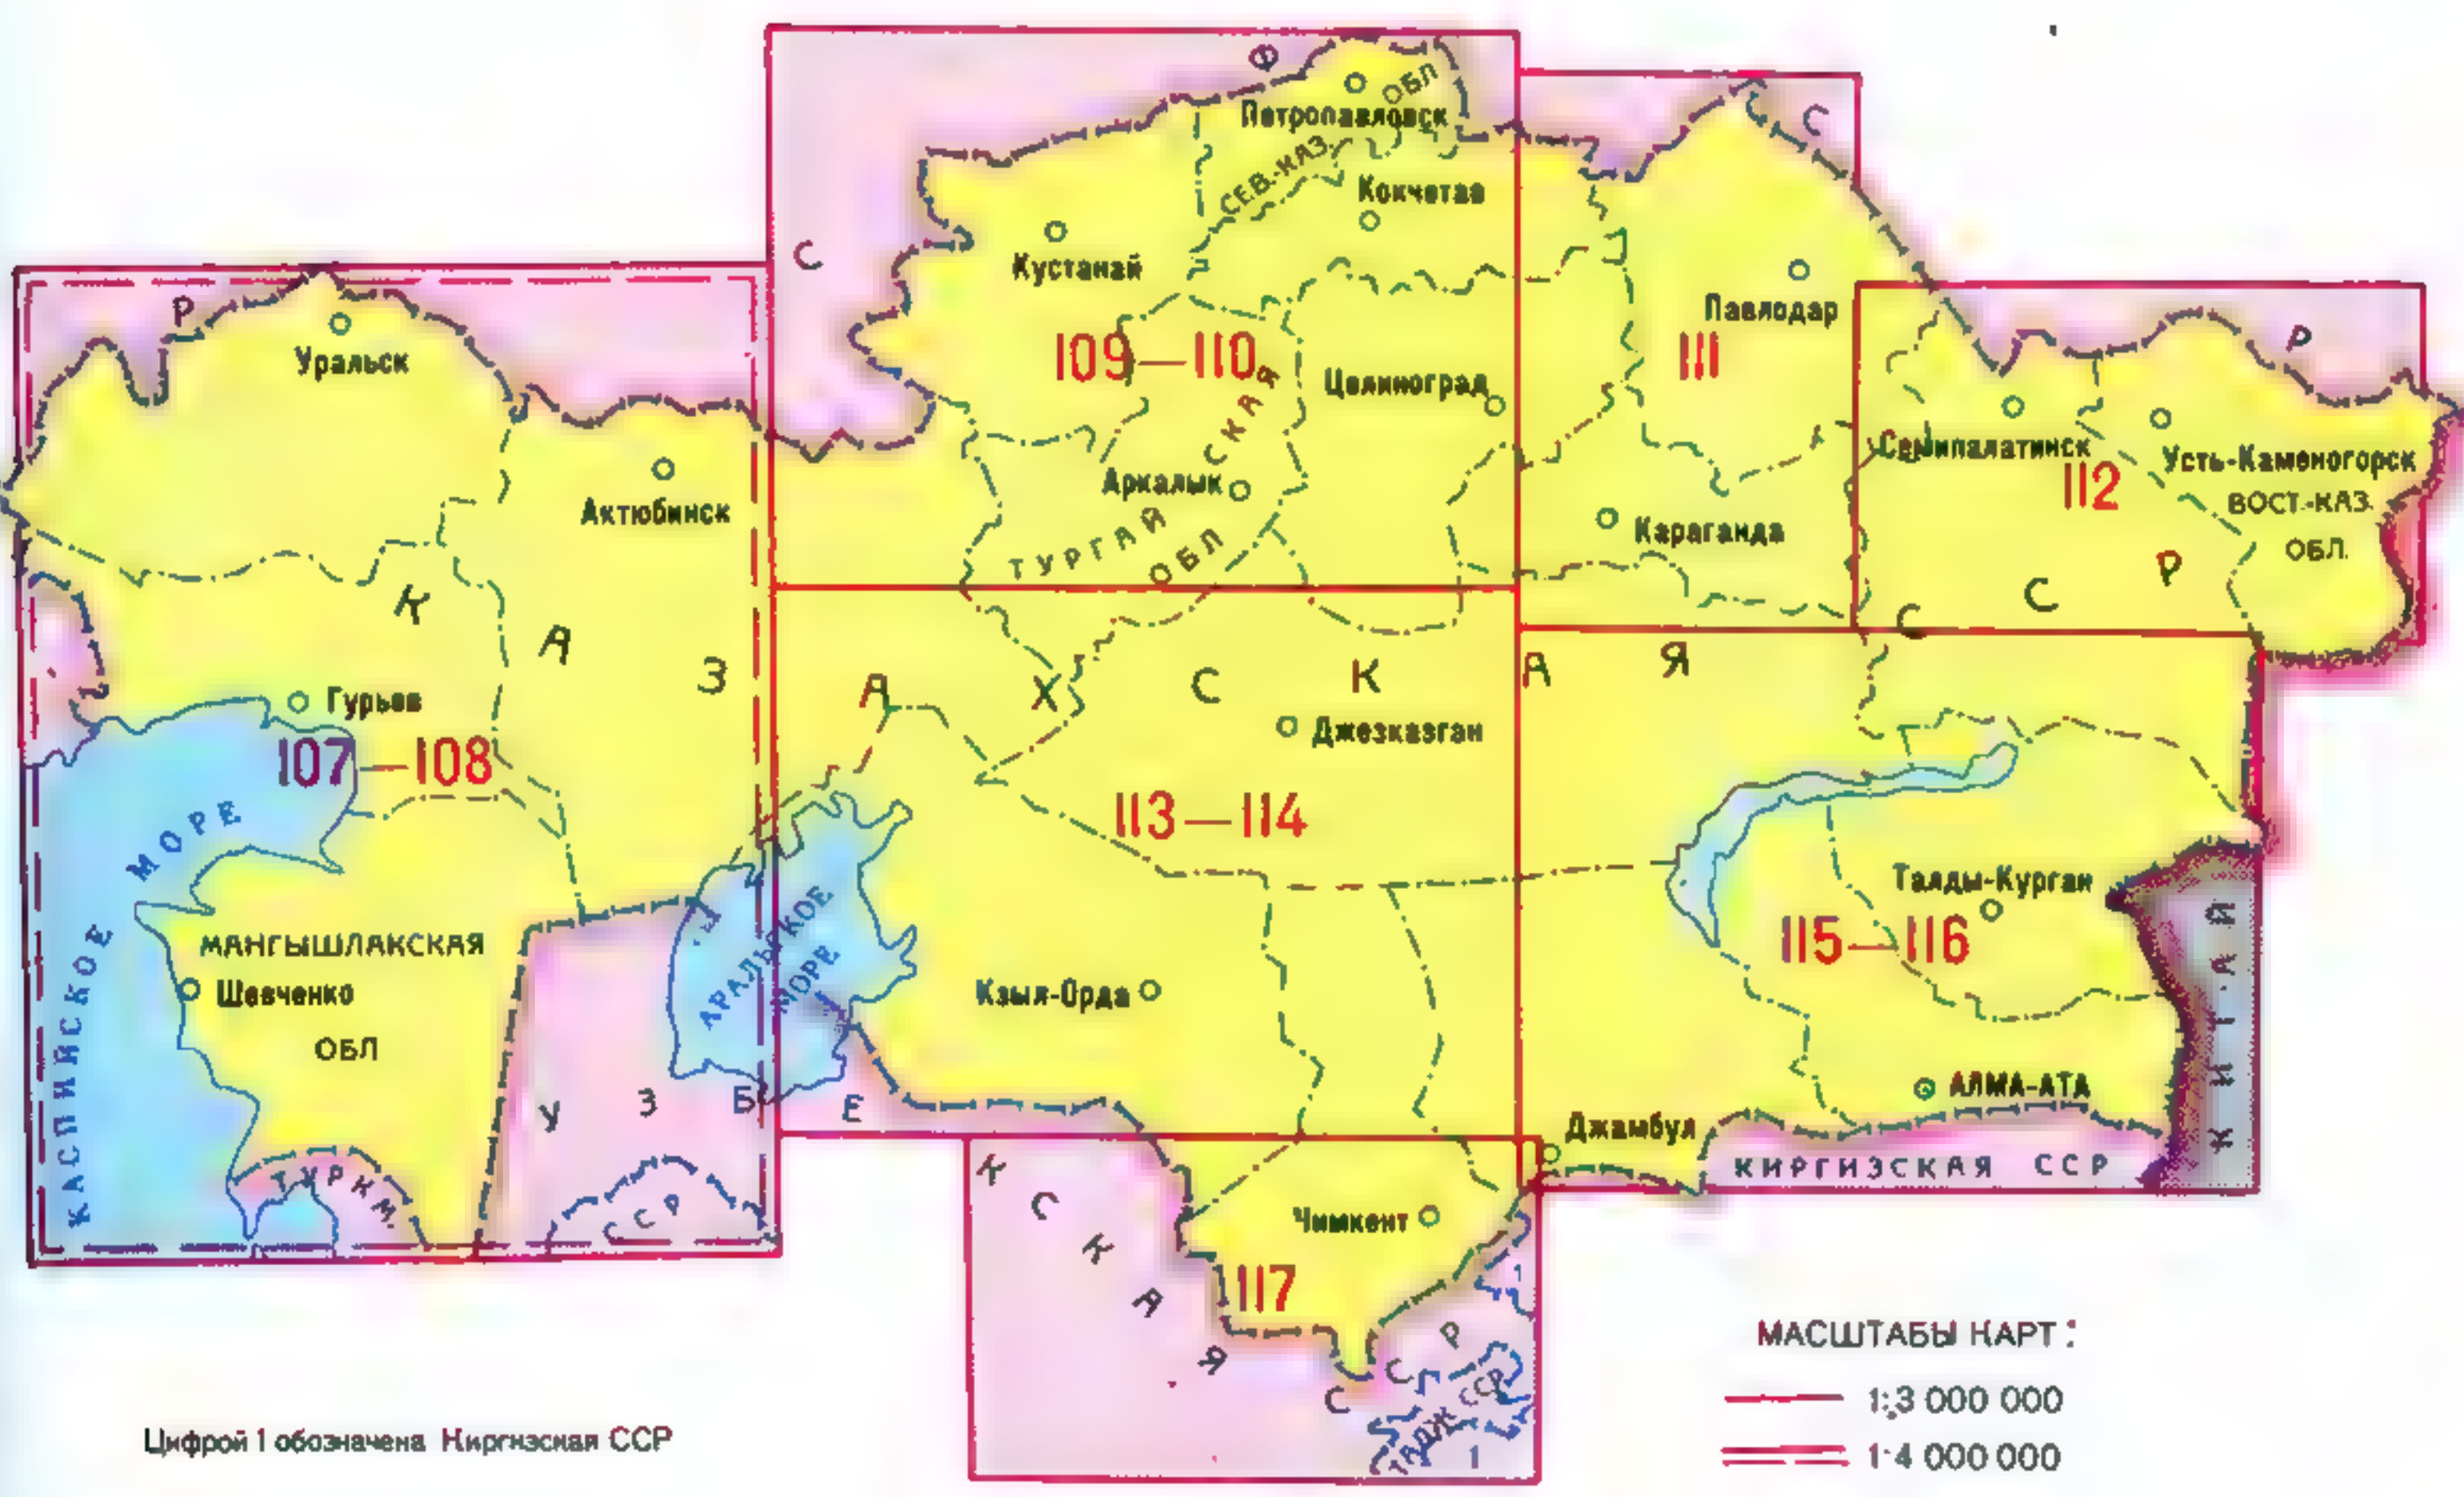 Р С Ф С Р
Петропавловск
СЕВ.-КАЗ. ОБЛ
Кокчетав
Кустанай
Павлодар
Уральск
109—110
111
Целиноград
Семипалатинск
112
Усть-Каменогорск
ВОСТ.-КАЗ.
ОБЛ.
Актюбинск
Аркалык
ТУРГАЙСКАЯ
ОБЛ
Караганда
К А З А Х С К А Я С С Р
Гурьев
Джезказган
107—108
113—114
КАСПИЙСКОЕ МОРЕ
Талды-Курган
115—116
МАНГЫШЛАКСКАЯ
ОБЛ
Шевченко
АРАЛЬСКОЕ
МОРЕ
Кзыл-Орда
КИТАЙ
АЛМА-АТА
Джамбул
КИРГИЗСКАЯ ССР
У З Б Е К С К А Я С С Р
ТУРКМ. ССР
Чимкент
117
1
ТАДЖ ССР
1
МАСШТАБЫ КАРТ:
1:3 000 000
1:4 000 000
Цифрой 1 обозначена Киргизская ССР